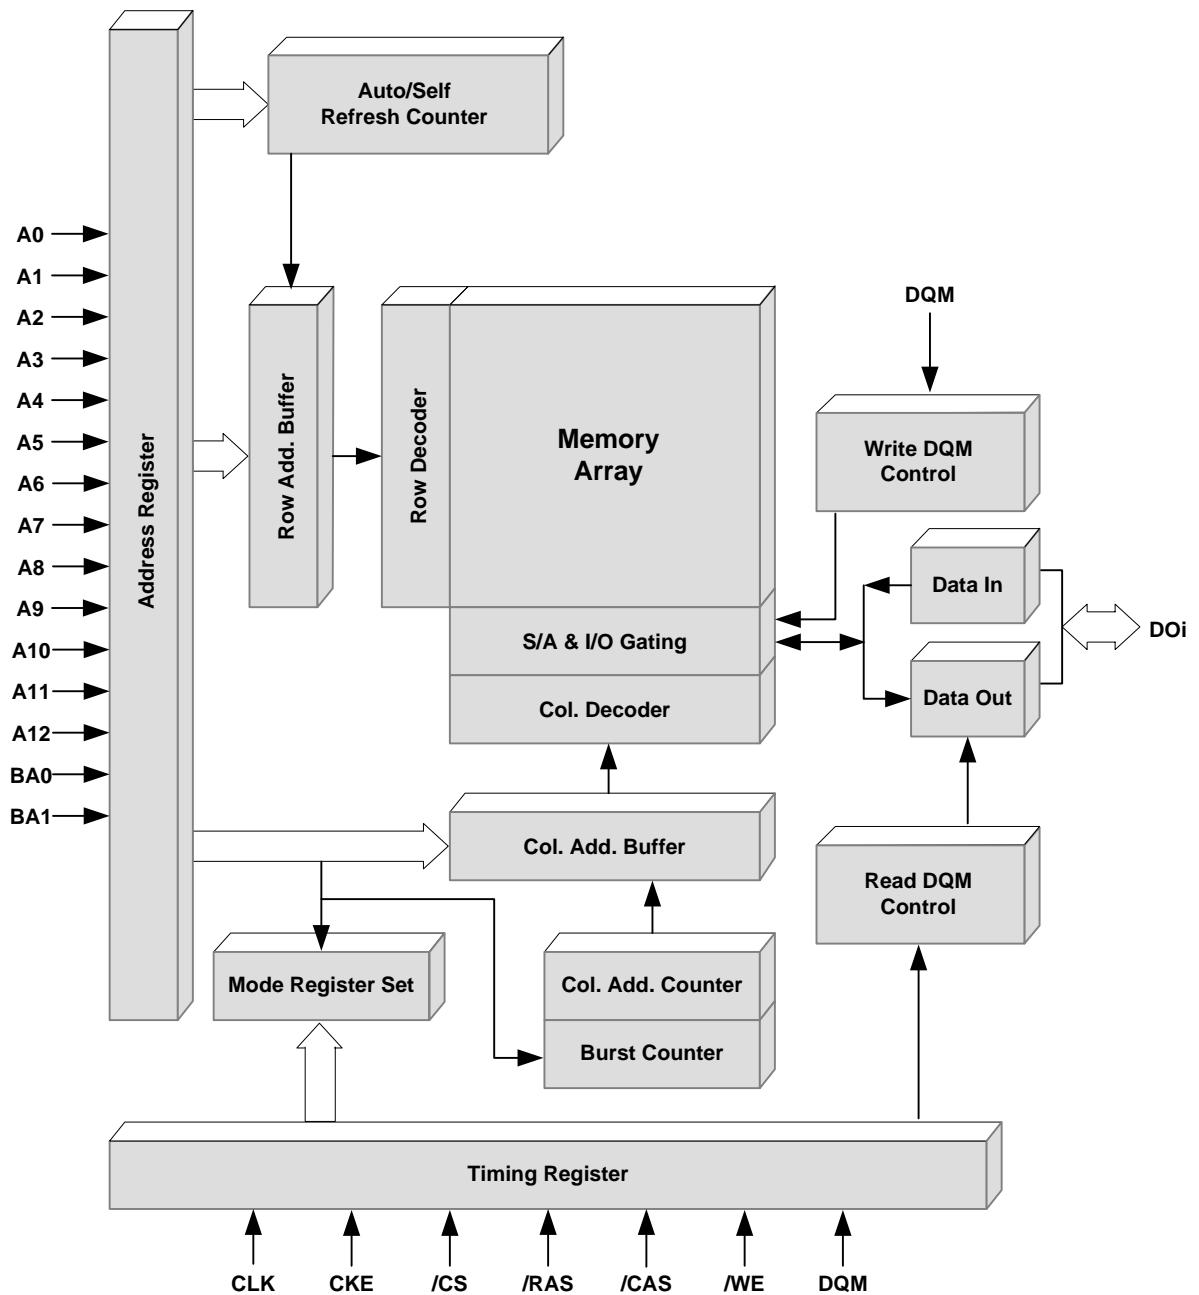 Auto/Self
Refresh Counter
A0
A1
A2
A3
A4
A5
A6
A7
A8
A9
A10
A11
A12
BA0
BA1
Address Register
Row Add. Buffer
Row Decoder
Memory
Array
S/A & I/O Gating
Col. Decoder
DQM
Write DQM
Control
Data In
Data Out
DOi
Col. Add. Buffer
Read DQM
Control
Mode Register Set
Col. Add. Counter
Burst Counter
Timing Register
CLK
CKE
/CS
/RAS
/CAS
/WE
DQM